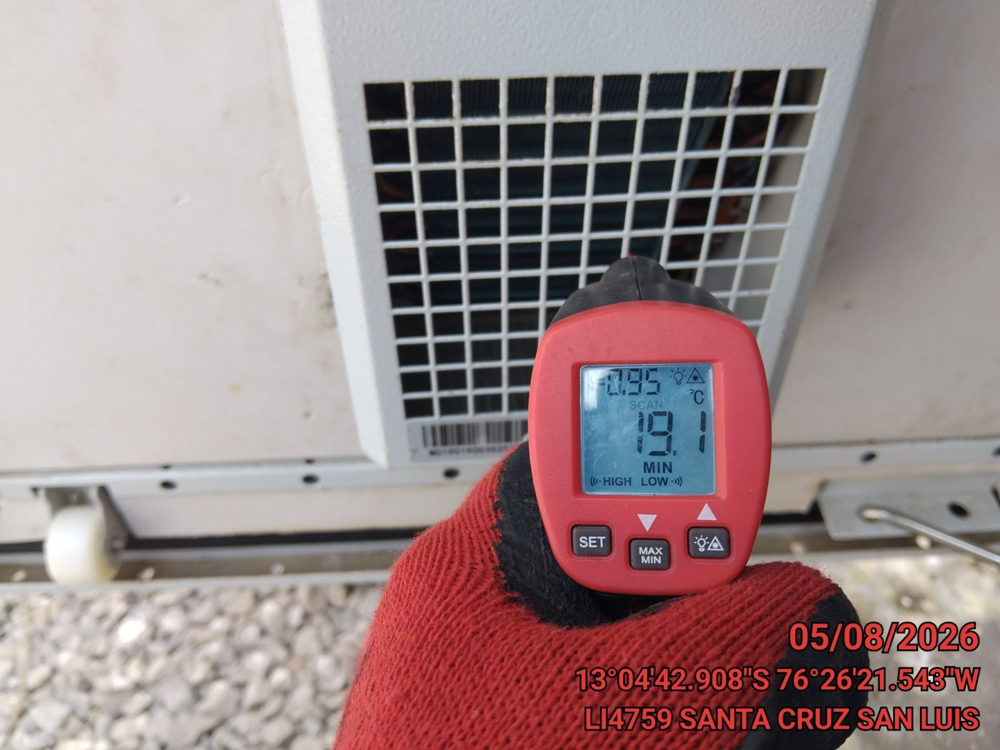 -0.95
°C
SCAN
19.1
MIN
HIGH LOW
SET
MAX
MIN
05/08/2026
13°04'42.908"S 76°26'21.543"W
LI4759 SANTA CRUZ SAN LUIS